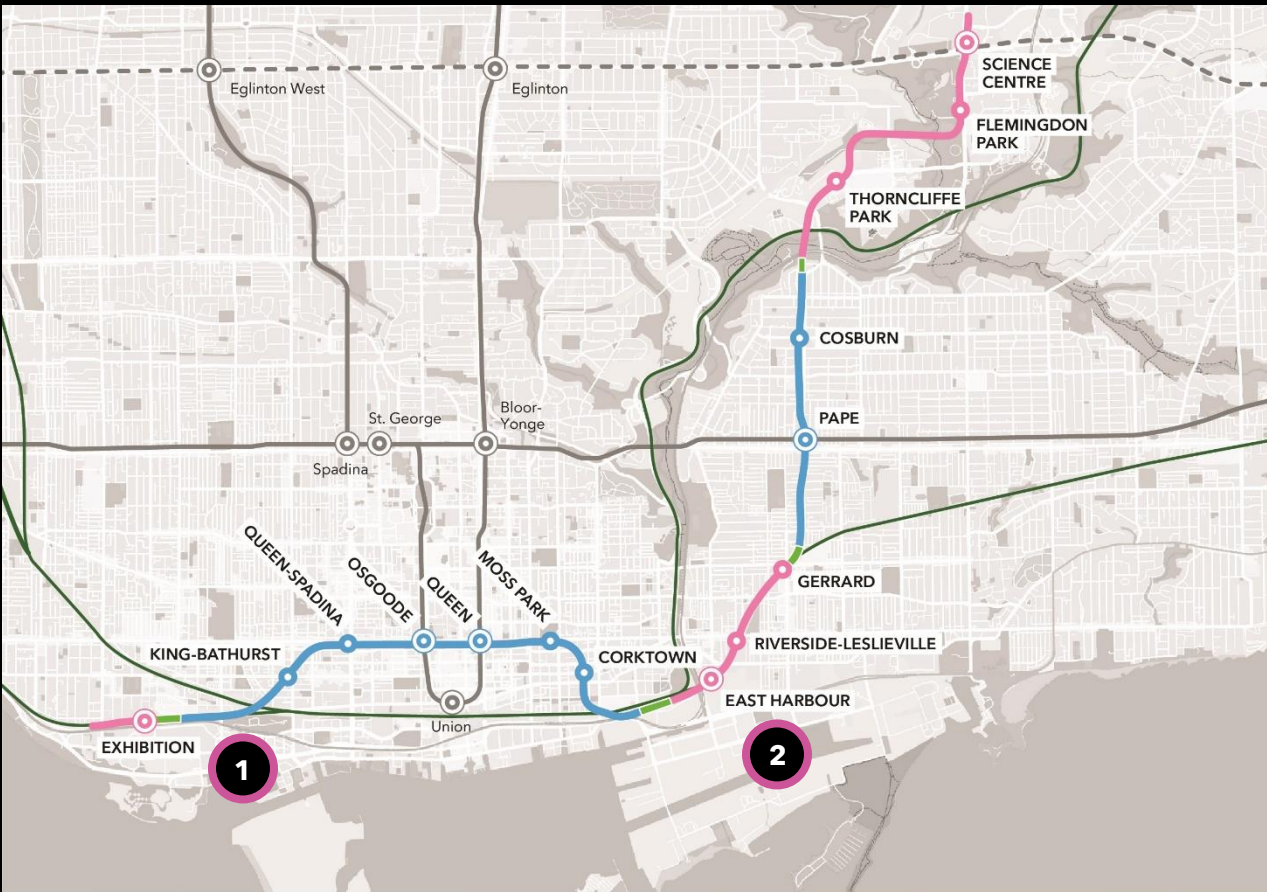 SCIENCE
CENTRE
Eglinton West
Eglinton
FLEMINGDON
PARK
THORNCLIFFE
PARK
COSBURN
PAPE
St. George
Bloor-
Yonge
Spadina
QUEEN-SPADINA
OSGOODE
QUEEN
MOSS PARK
GERRARD
KING-BATHURST
CORKTOWN
RIVERSIDE-LESLIEVILLE
EAST HARBOUR
Union
EXHIBITION
1
2